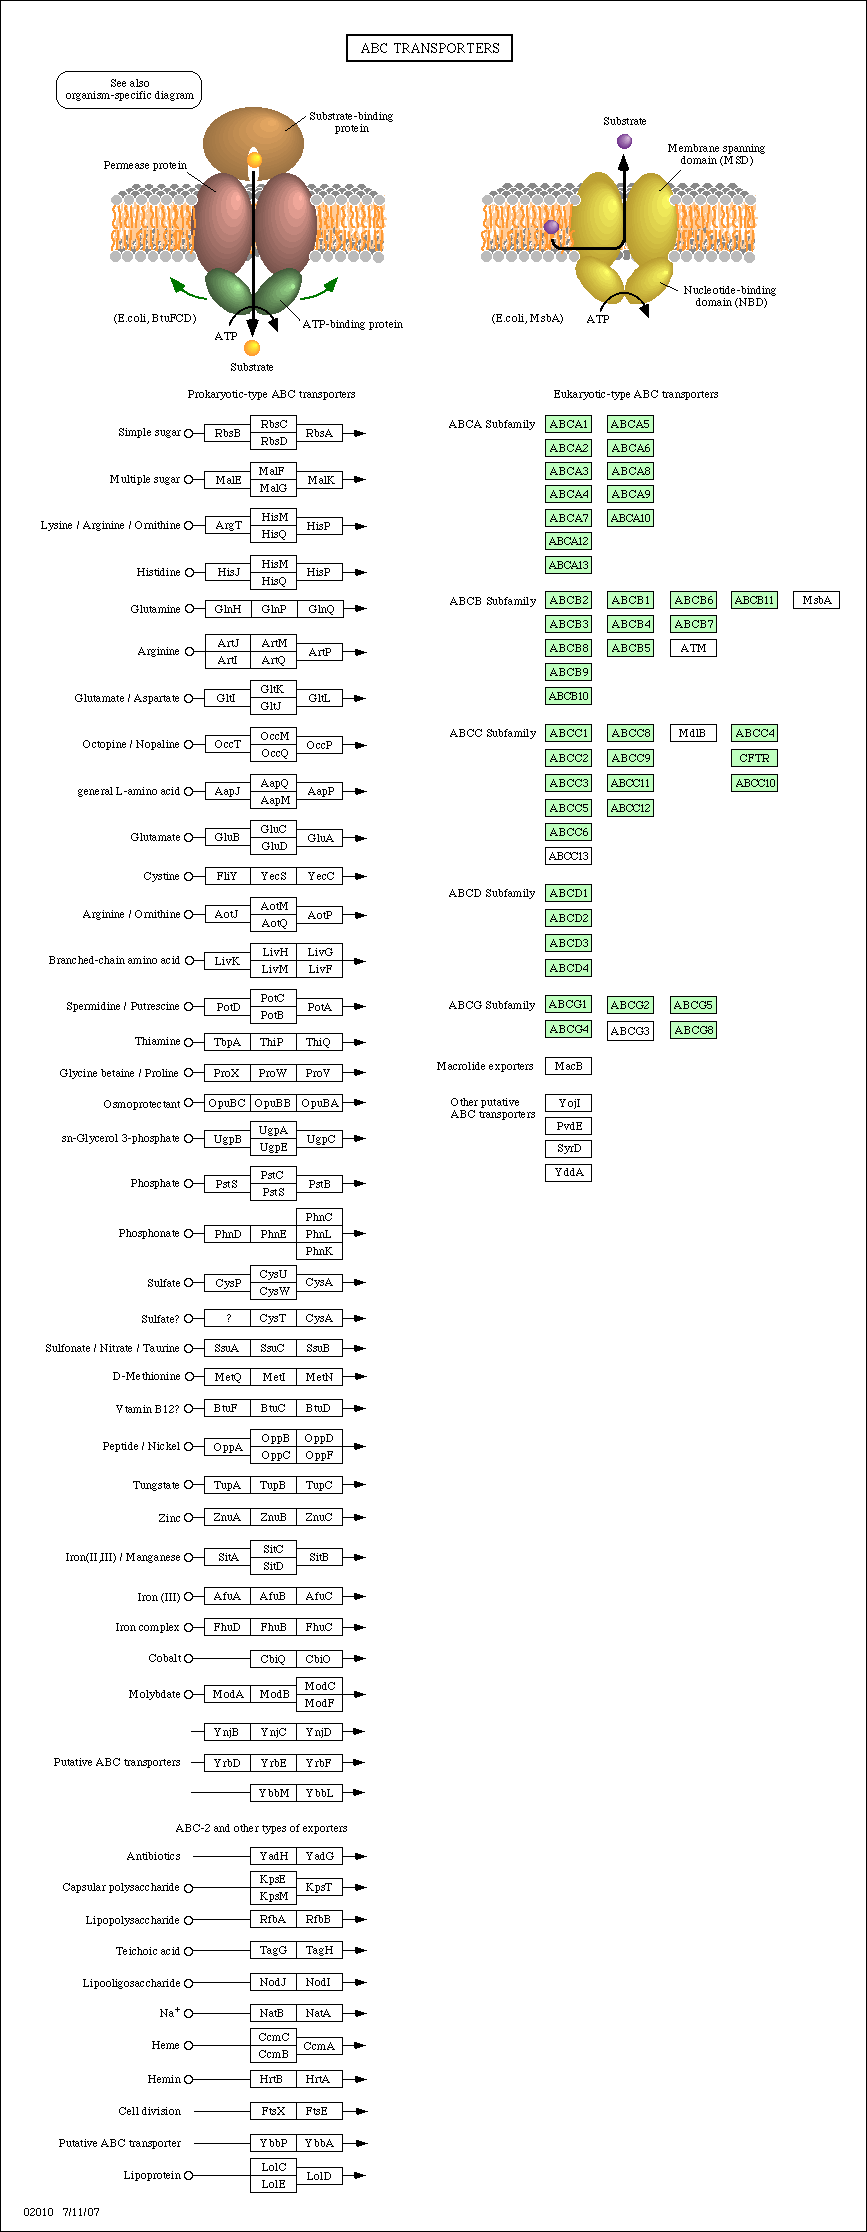 ABC TRANSPORTERS
See also
organism-specific diagram
Substrate-binding
protein
Permease protein
(E.coli, BtuFCD)
ATP
ATP-binding protein
Substrate
Substrate
Membrane spanning
domain (MSD)
Nucleotide-binding
domain (NBD)
(E.coli, MsbA)
ATP
Prokaryotic-type ABC transporters
Simple sugar RbsB RbsC RbsD RbsA
Multiple sugar MalE MalF MalG MalK
Lysine / Arginine / Ornithine ArgT HisM HisQ HisP
Histidine HisJ HisM HisQ HisP
Glutamine GlnH GlnP GlnQ
Arginine ArtJ ArtI ArtM ArtQ ArtP
Glutamate / Aspartate GltI GltK GltJ GltL
Octopine / Nopaline OccT OccM OccQ OccP
general L-amino acid AapJ AapQ AapM AapP
Glutamate GluB GluC GluD GluA
Cystine FliY YecS YecC
Arginine / Ornithine AotJ AotM AotQ AotP
Branched-chain amino acid LivK LivH LivM LivG LivF
Spermidine / Putrescine PotD PotC PotB PotA
Thiamine TbpA ThiP ThiQ
Glycine betaine / Proline ProX ProW ProV
Osmoprotectant OpuBC OpuBB OpuBA
sn-Glycerol 3-phosphate UgpB UgpA UgpE UgpC
Phosphate PstS PstC PstS PstB
Phosphonate PhnD PhnE PhnC PhnL PhnK
Sulfate CysP CysU CysW CysA
Sulfate? ? CysT CysA
Sulfonate / Nitrate / Taurine SsuA SsuC SsuB
D-Methionine MetQ MetI MetN
Vtamin B12? BtuF BtuC BtuD
Peptide / Nickel OppA OppB OppC OppD OppF
Tungstate TupA TupB TupC
Zinc ZnuA ZnuB ZnuC
Iron(II,III) / Manganese SitA SitC SitD SitB
Iron (III) AfuA AfuB AfuC
Iron complex FhuD FhuB FhuC
Cobalt CbiQ CbiO
Molybdate ModA ModB ModC ModF
YnjB YnjC YnjD
Putative ABC transporters YrbD YrbE YrbF
YbbM YbbL
ABC-2 and other types of exporters
Antibiotics YadH YadG
Capsular polysaccharide KpsE KpsM KpsT
Lipopolysaccharide RfbA RfbB
Teichoic acid TagG TagH
Lipooligosaccharide NodJ NodI
Na+ NatB NatA
Heme CcmC CcmB CcmA
Hemin HrtB HrtA
Cell division FtsX FtsE
Putative ABC transporter YbbP YbbA
Lipoprotein LolC LolE LolD
Eukaryotic-type ABC transporters
ABCA Subfamily ABCA1 ABCA5
ABCA2 ABCA6
ABCA3 ABCA8
ABCA4 ABCA9
ABCA7 ABCA10
ABCA12
ABCA13
ABCB Subfamily ABCB2 ABCB1 ABCB6 ABCB11 MsbA
ABCB3 ABCB4 ABCB7
ABCB8 ABCB5 ATM
ABCB9
ABCB10
ABCC Subfamily ABCC1 ABCC8 MdlB ABCC4
ABCC2 ABCC9 CFTR
ABCC3 ABCC11 ABCC10
ABCC5 ABCC12
ABCC6
ABCC13
ABCD Subfamily ABCD1
ABCD2
ABCD3
ABCD4
ABCG Subfamily ABCG1 ABCG2 ABCG5
ABCG4 ABCG3 ABCG8
Macrolide exporters MacB
Other putative
ABC transporters
YojI
PvdE
SyrD
YddA
02010 7/11/07